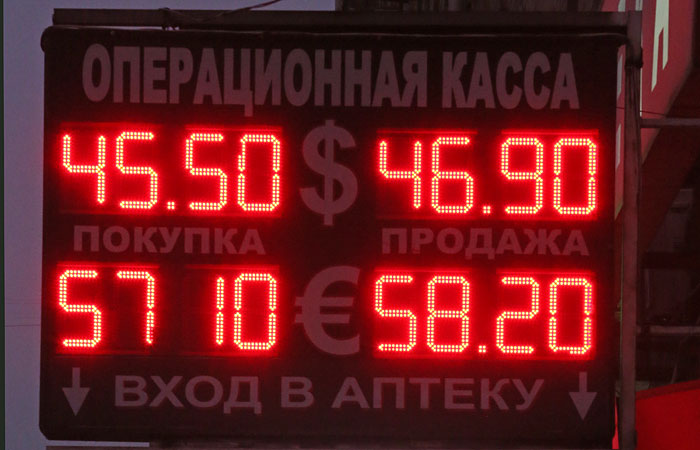 ОПЕРАЦИОННАЯ КАССА
45.50 $ 46.90
ПОКУПКА ПРОДАЖА
57 10 € 58.20
↓ ВХОД В АПТЕКУ ↓